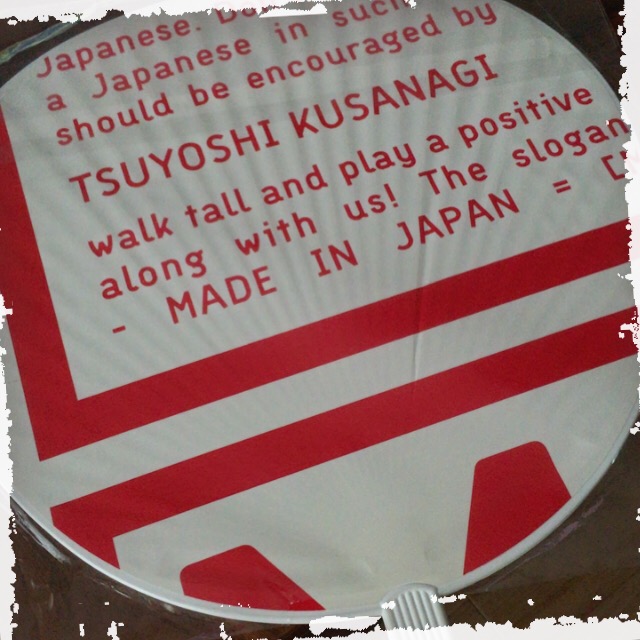 Japanese.
a Japanese in such
should be encouraged by
TSUYOSHI KUSANAGI
walk tall and play a positive
along with us! The slogan
- MADE IN JAPAN = [